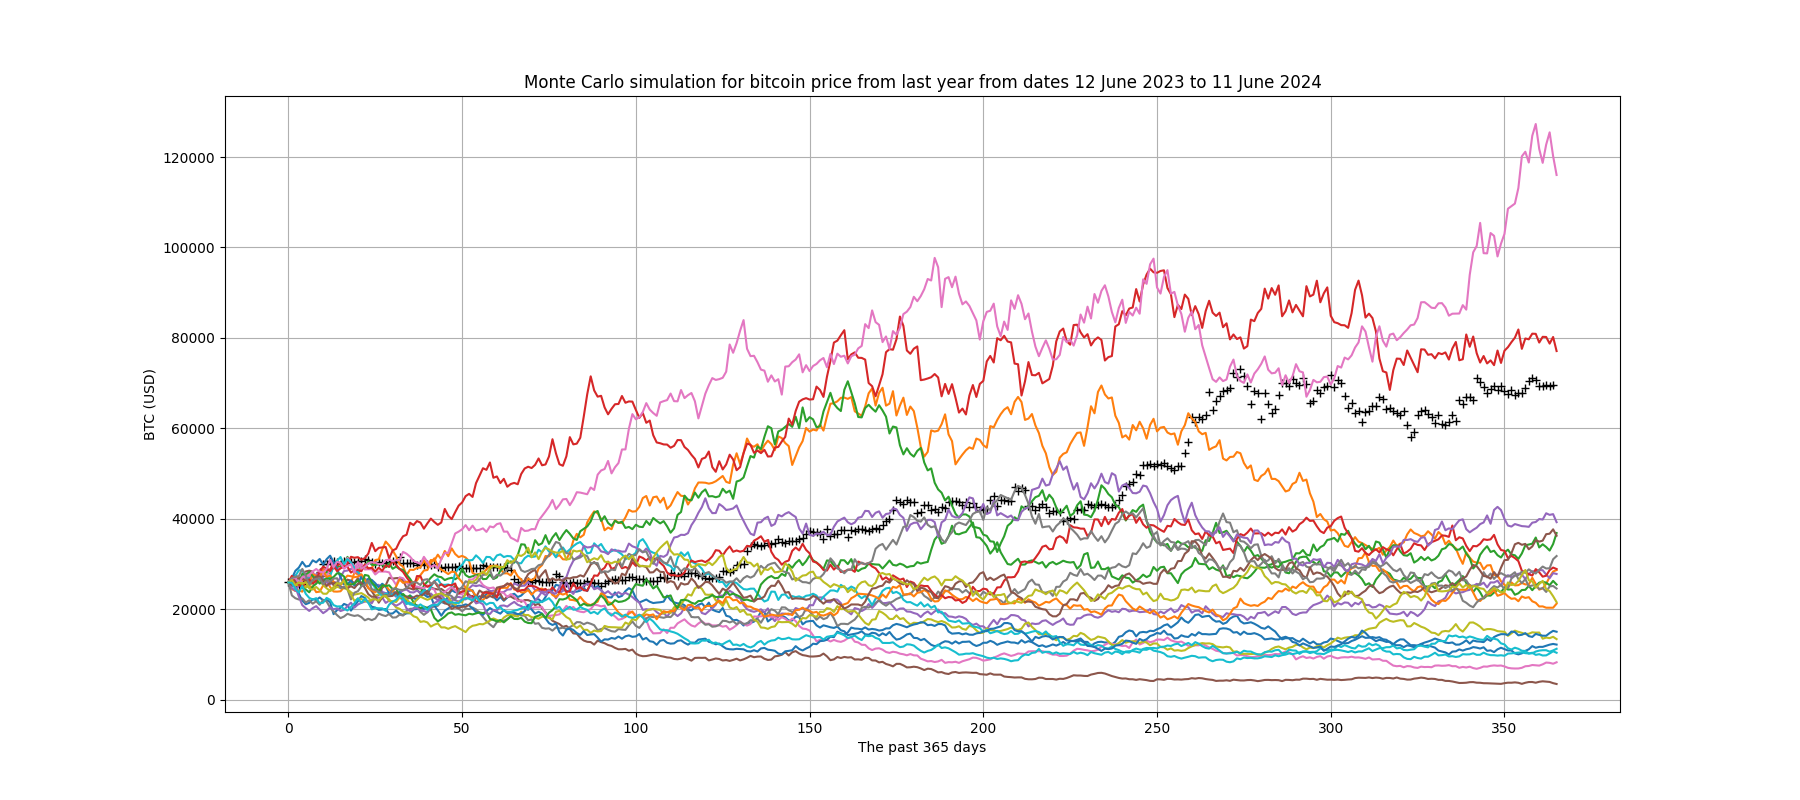 Monte Carlo simulation for bitcoin price from last year from dates 12 June 2023 to 11 June 2024
120000
100000
80000
60000
40000
20000
0
BTC (USD)
0 50 100 150 200 250 300 350
The past 365 days